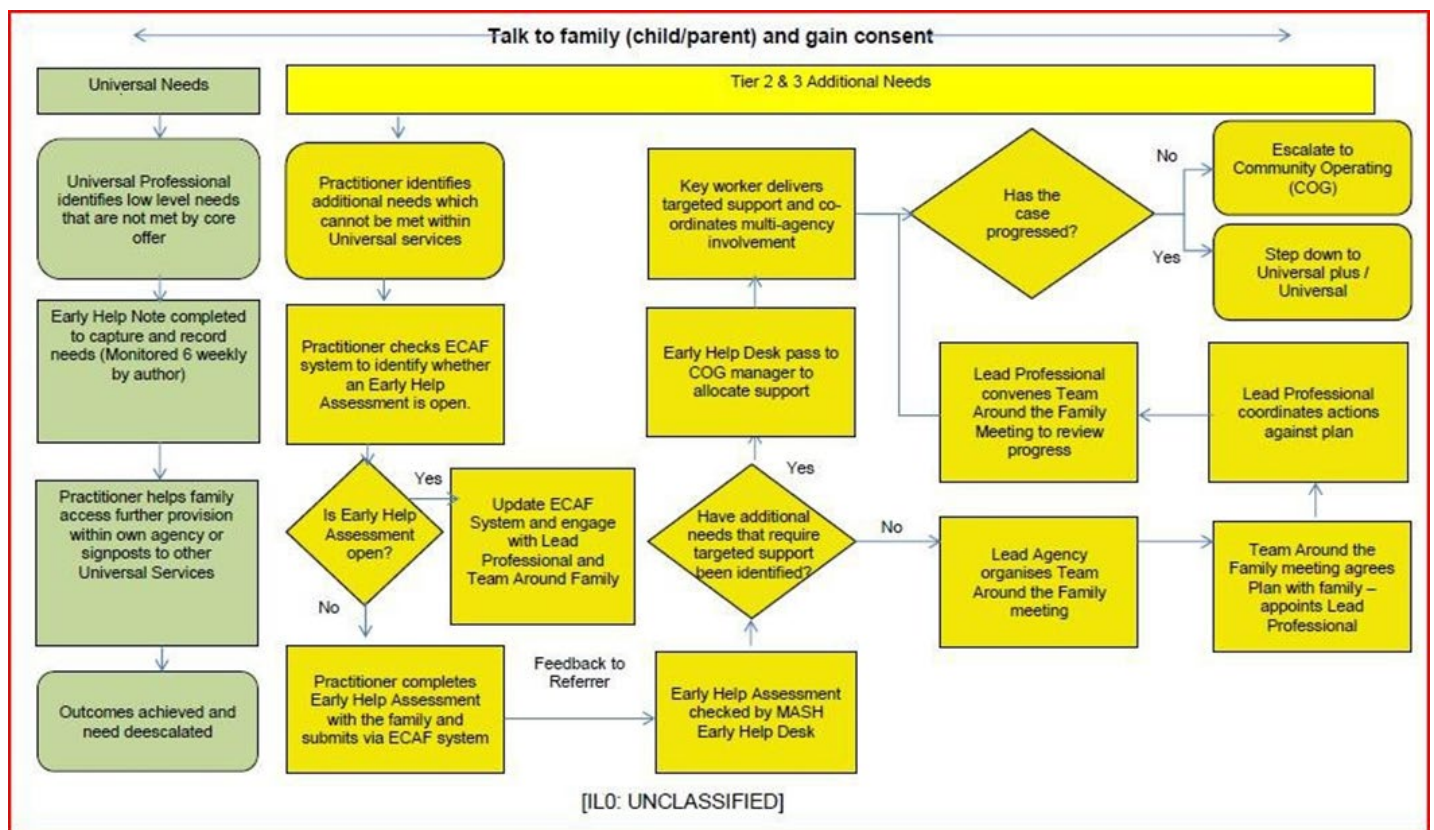 Talk to family (child/parent) and gain consent
Universal Needs
Tier 2 & 3 Additional Needs
Universal Professional
identifies low level needs
that are not met by core
offer
Early Help Note completed
to capture and record
needs (Monitored 6 weekly
by author)
Practitioner helps family
access further provision
within own agency or
signposts to other
Universal Services
Outcomes achieved and
need deescalated
Practitioner identifies
additional needs which
cannot be met within
Universal services
Practitioner checks ECAF
system to identify whether
an Early Help
Assessment is open.
Is Early Help
Assessment
open?
Yes
Update ECAF
System and engage
with Lead
Professional and
Team Around Family
No
Practitioner completes
Early Help Assessment
with the family and
submits via ECAF system
Feedback to
Referrer
Early Help Assessment
checked by MASH
Early Help Desk
Have additional
needs that require
targeted support
been identified?
Yes
Early Help Desk pass to
COG manager to
allocate support
Key worker delivers
targeted support and co-
ordinates multi-agency
involvement
No
Lead Agency
organises Team
Around the Family
meeting
Team Around the
Family meeting agrees
Plan with family –
appoints Lead
Professional
Lead Professional
coordinates actions
against plan
Lead Professional
convenes Team
Around the Family
Meeting to review
progress
Has the
case
progressed?
No
Escalate to
Community Operating
(COG)
Yes
Step down to
Universal plus /
Universal
[IL0: UNCLASSIFIED]